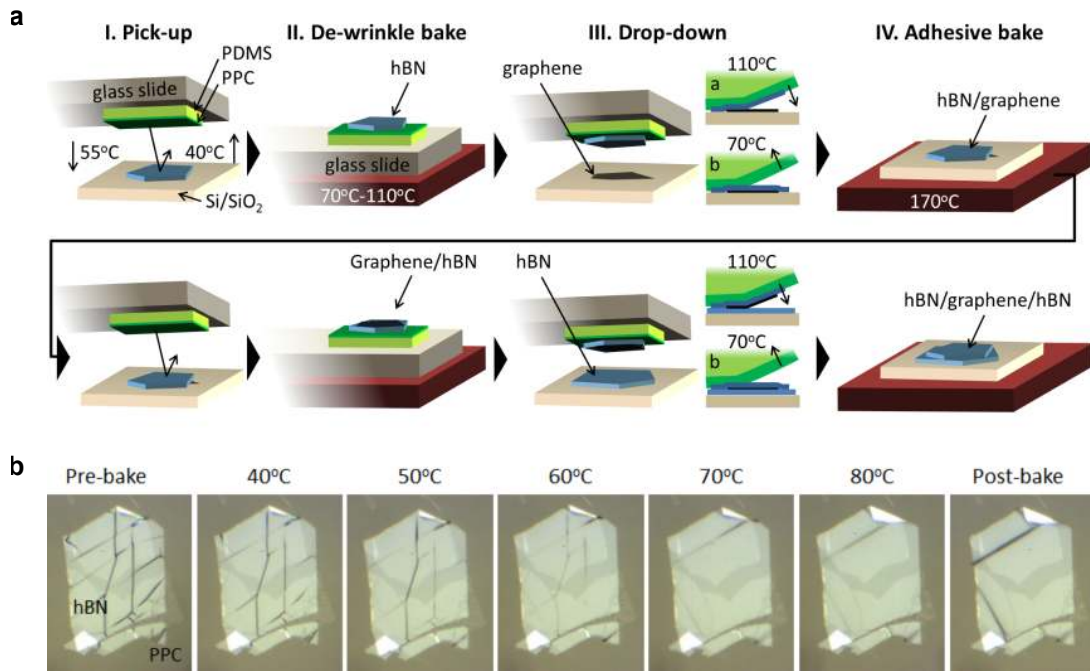 a
I. Pick-up
II. De-wrinkle bake
III. Drop-down
IV. Adhesive bake
PDMS
PPC
glass slide
55°C
40°C
Si/SiO2
hBN
glass slide
70°C-110°C
graphene
110°C
a
70°C
b
hBN/graphene
170°C
Graphene/hBN
hBN
110°C
70°C
b
hBN/graphene/hBN
b
Pre-bake
40°C
50°C
60°C
70°C
80°C
Post-bake
hBN
PPC